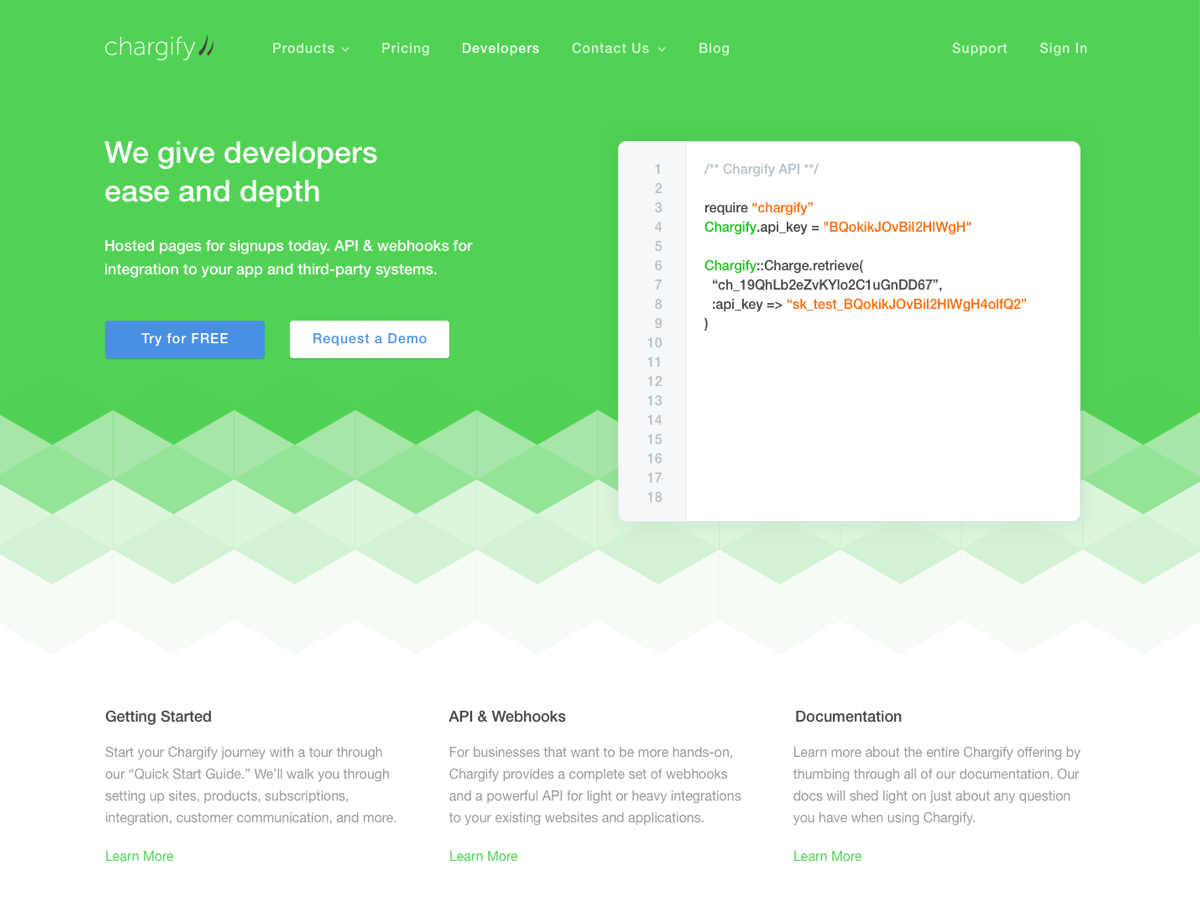 chargify
Products
Pricing
Developers
Contact Us
Blog
Support
Sign In
We give developers
ease and depth
Hosted pages for signups today. API & webhooks for
integration to your app and third-party systems.
Try for FREE
Request a Demo
1 /** Chargify API **/
2
3 require “chargify”
4 Chargify.api_key = "BQokikJOvBiI2HlWgH"
5
6 Chargify::Charge.retrieve(
7 “ch_19QhLb2eZvKYlo2C1uGnDD67”,
8 :api_key => “sk_test_BQokikJOvBiI2HlWgH4olfQ2”
9 )
10
11
12
13
14
15
16
17
18
Getting Started
Start your Chargify journey with a tour through
our “Quick Start Guide.” We’ll walk you through
setting up sites, products, subscriptions,
integration, customer communication, and more.
Learn More
API & Webhooks
For businesses that want to be more hands-on,
Chargify provides a complete set of webhooks
and a powerful API for light or heavy integrations
to your existing websites and applications.
Learn More
Documentation
Learn more about the entire Chargify offering by
thumbing through all of our documentation. Our
docs will shed light on just about any question
you have when using Chargify.
Learn More